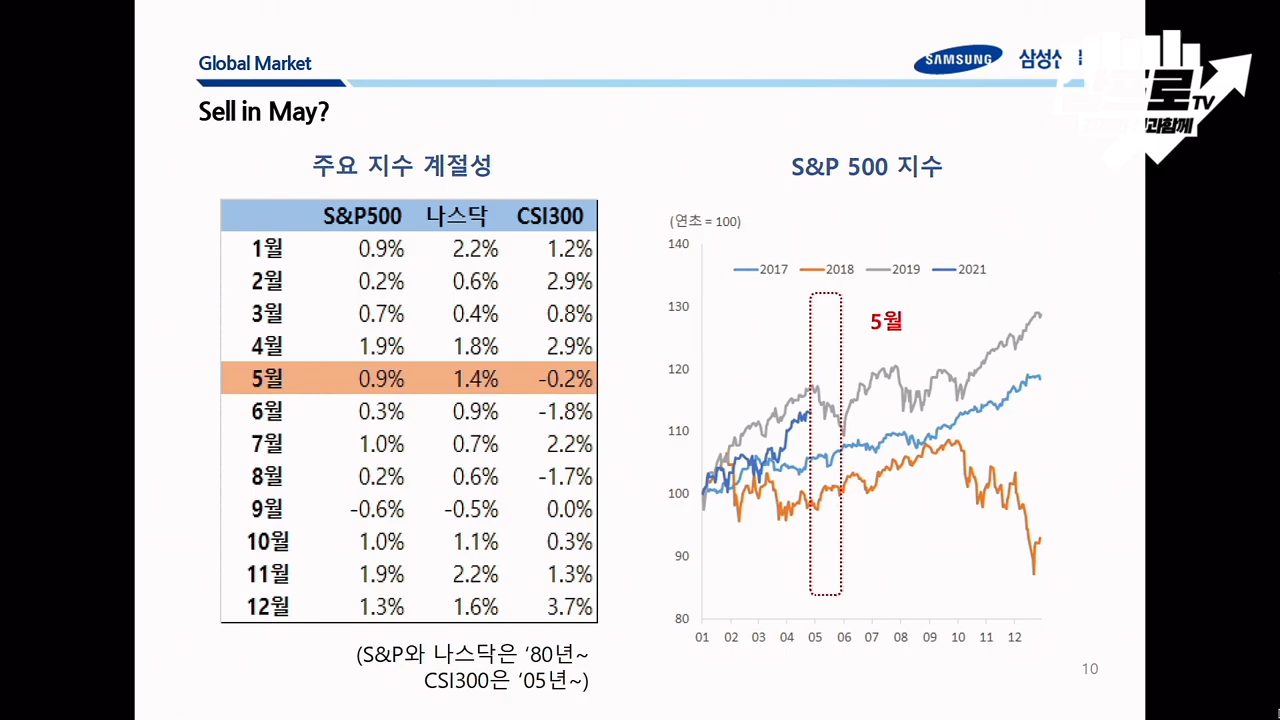 Global Market
SAMSUNG 삼성
Sell in May?
주요 지수 계절성
S&P500 나스닥 CSI300
1월 0.9% 2.2% 1.2%
2월 0.2% 0.6% 2.9%
3월 0.7% 0.4% 0.8%
4월 1.9% 1.8% 2.9%
5월 0.9% 1.4% -0.2%
6월 0.3% 0.9% -1.8%
7월 1.0% 0.7% 2.2%
8월 0.2% 0.6% -1.7%
9월 -0.6% -0.5% 0.0%
10월 1.0% 1.1% 0.3%
11월 1.9% 2.2% 1.3%
12월 1.3% 1.6% 3.7%
(S&P와 나스닥은 ‘80년~
CSI300은 ‘05년~)
S&P 500 지수
(연초 = 100)
140
2017 2018 2019 2021
130
5월
120
110
100
90
80
01 02 03 04 05 06 07 08 09 10 11 12
10
프로TV
함께